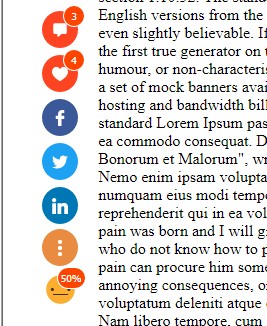 section 1.10.32. The standa
3
English versions from the
even slightly believable. If
the first true generator on t
4
humour, or non-characteris
a set of mock banners avai
hosting and bandwidth bill
f
standard Lorem Ipsum pas
ea commodo consequat. D
Bonorum et Malorum", wr
Nemo enim ipsam volupta
numquam eius modi tempo
in
reprehenderit qui in ea vol
pain was born and I will gi
who do not know how to p
pain can procure him some
50%
annoying consequences, o
voluptatum deleniti atque
Nam libero tempore, cum